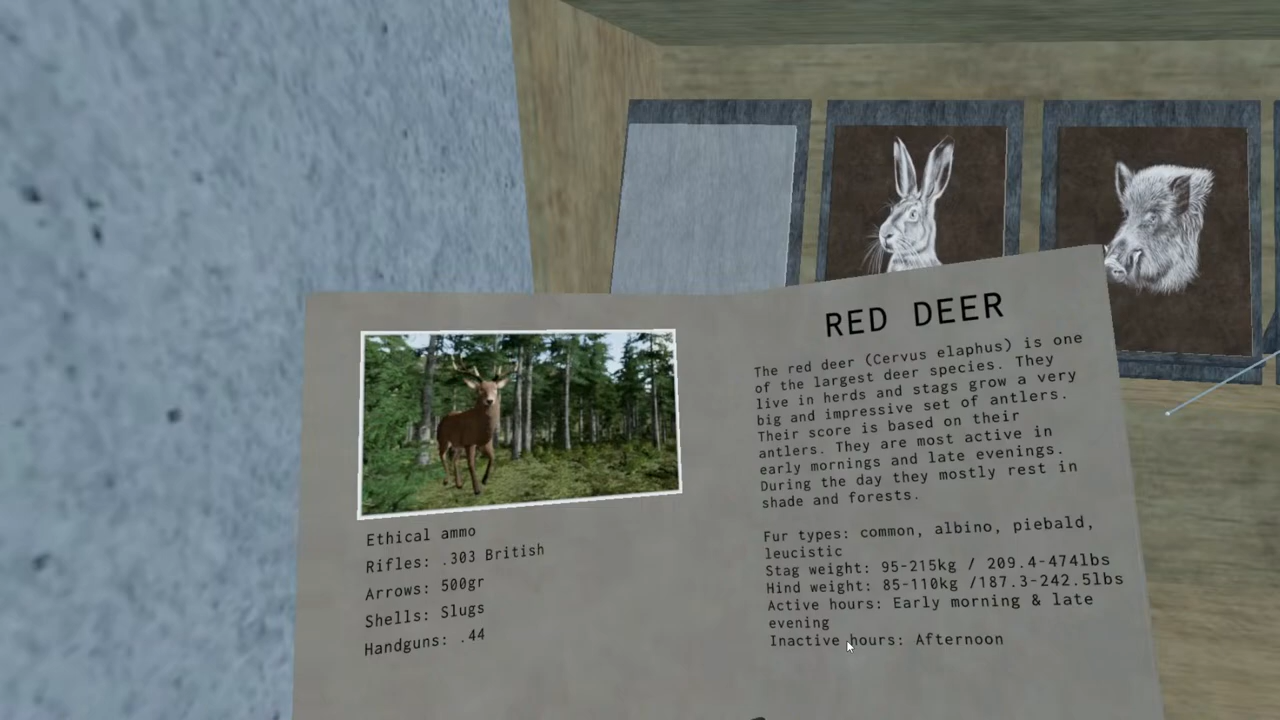 Ethical ammo
Rifles: .303 British
Arrows: 500gr
Shells: Slugs
Handguns: .44
RED DEER
The red deer (Cervus elaphus) is one
of the largest deer species. They
live in herds and stags grow a very
big and impressive set of antlers.
Their score is based on their
antlers. They are most active in
early mornings and late evenings.
During the day they mostly rest in
shade and forests.
Fur types: common, albino, piebald,
leucistic
Stag weight: 95-215kg / 209.4-474lbs
Hind weight: 85-110kg /187.3-242.5lbs
Active hours: Early morning & late
evening
Inactive hours: Afternoon